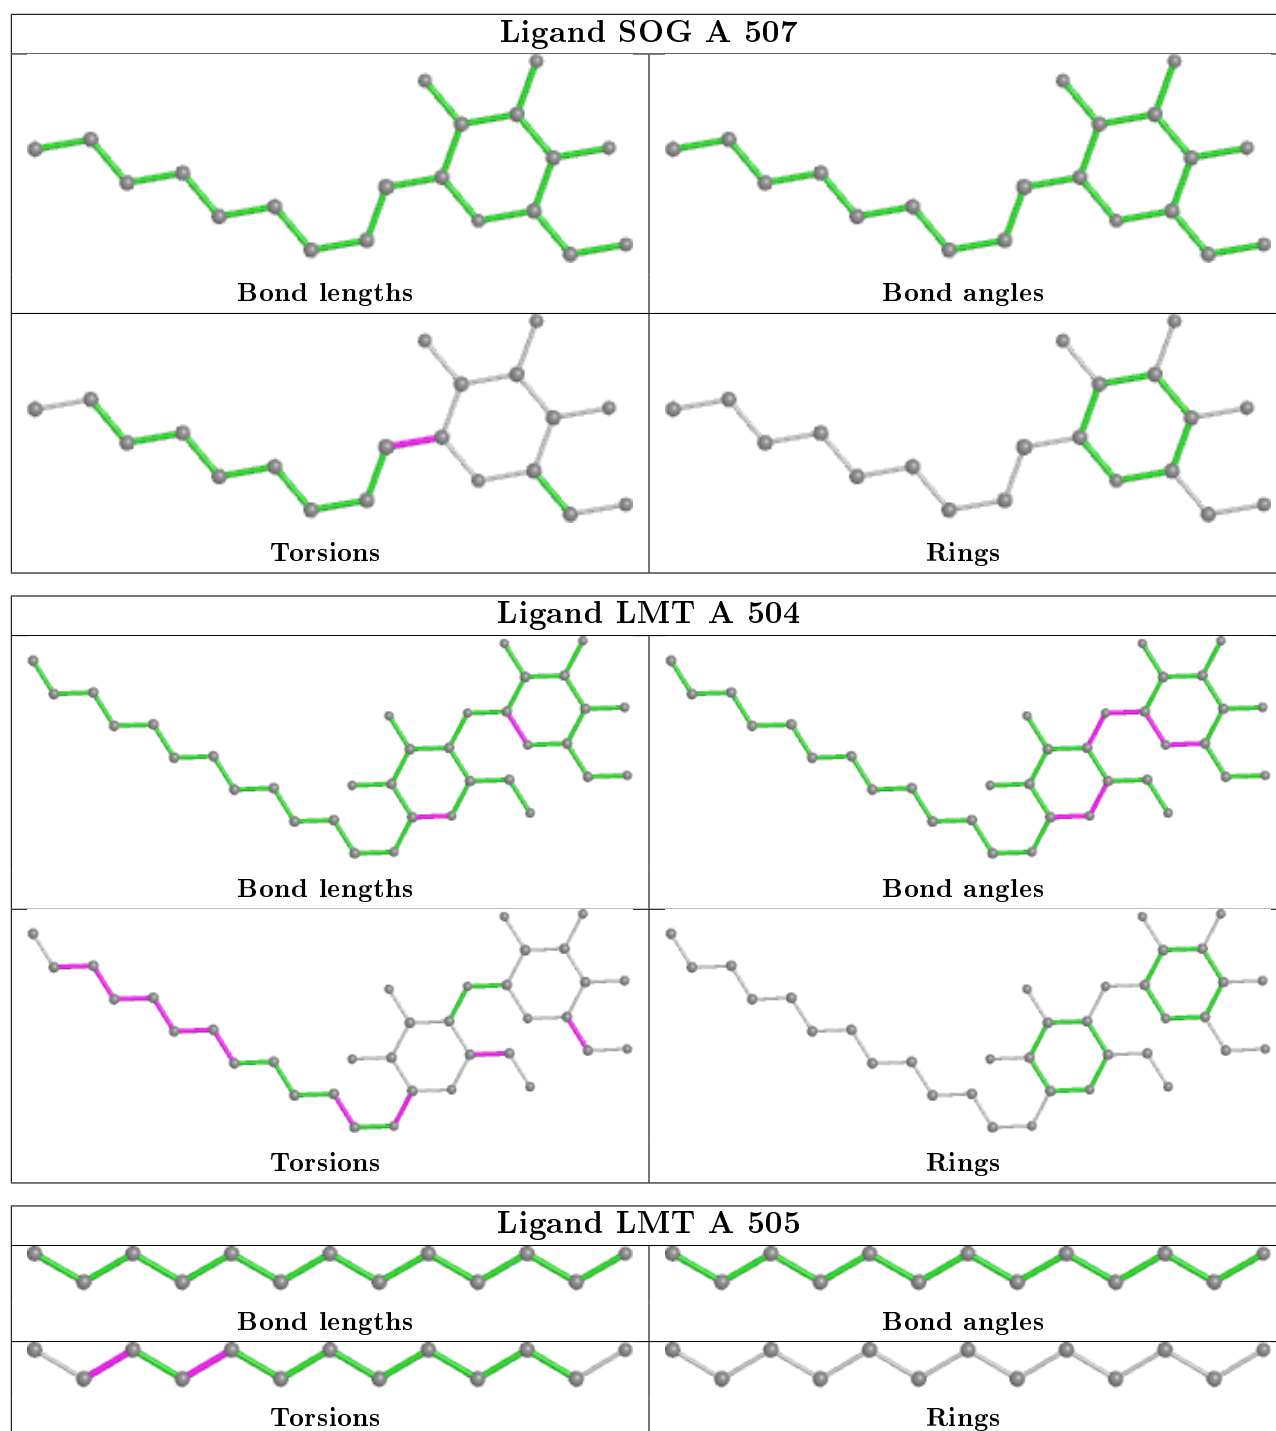 Ligand SOG A 507
Bond lengths
Bond angles
Torsions
Rings
Ligand LMT A 504
Bond lengths
Bond angles
Torsions
Rings
Ligand LMT A 505
Bond lengths
Bond angles
Torsions
Rings